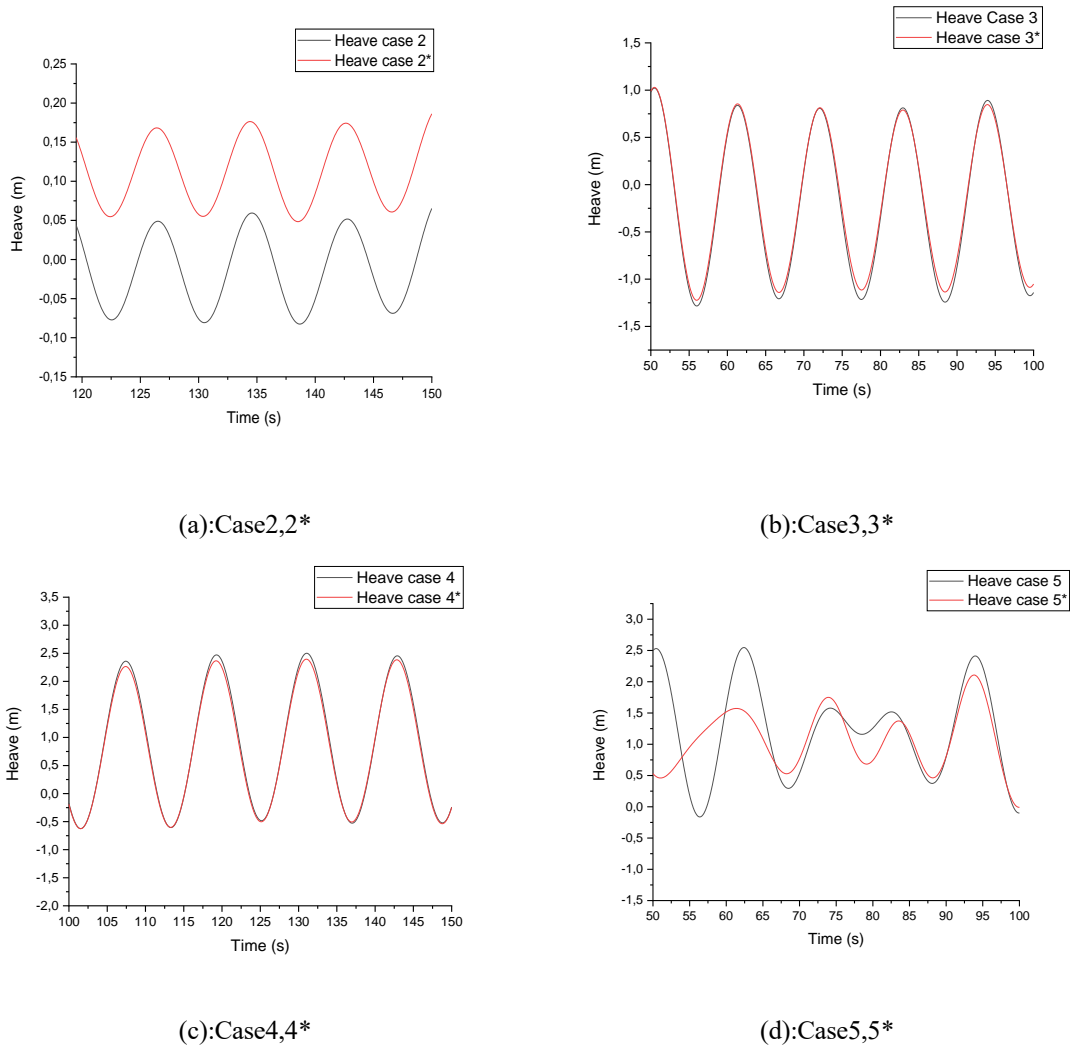 Heave case 2
Heave case 2*
0,25
0,20
0,15
0,10
0,05
0,00
-0,05
-0,10
-0,15
Heave (m)
120 125 130 135 140 145 150
Time (s)
(a):Case2,2*
Heave Case 3
Heave case 3*
1,5
1,0
0,5
0,0
-0,5
-1,0
-1,5
Heave (m)
50 55 60 65 70 75 80 85 90 95 100
Time (s)
(b):Case3,3*
Heave case 4
Heave case 4*
3,5
3,0
2,5
2,0
1,5
1,0
0,5
0,0
-0,5
-1,0
-1,5
-2,0
Heave (m)
100 105 110 115 120 125 130 135 140 145 150
Time (s)
(c):Case4,4*
Heave case 5
Heave case 5*
3,0
2,5
2,0
1,5
1,0
0,5
0,0
-0,5
-1,0
-1,5
Heave (m)
50 55 60 65 70 75 80 85 90 95 100
Time (s)
(d):Case5,5*